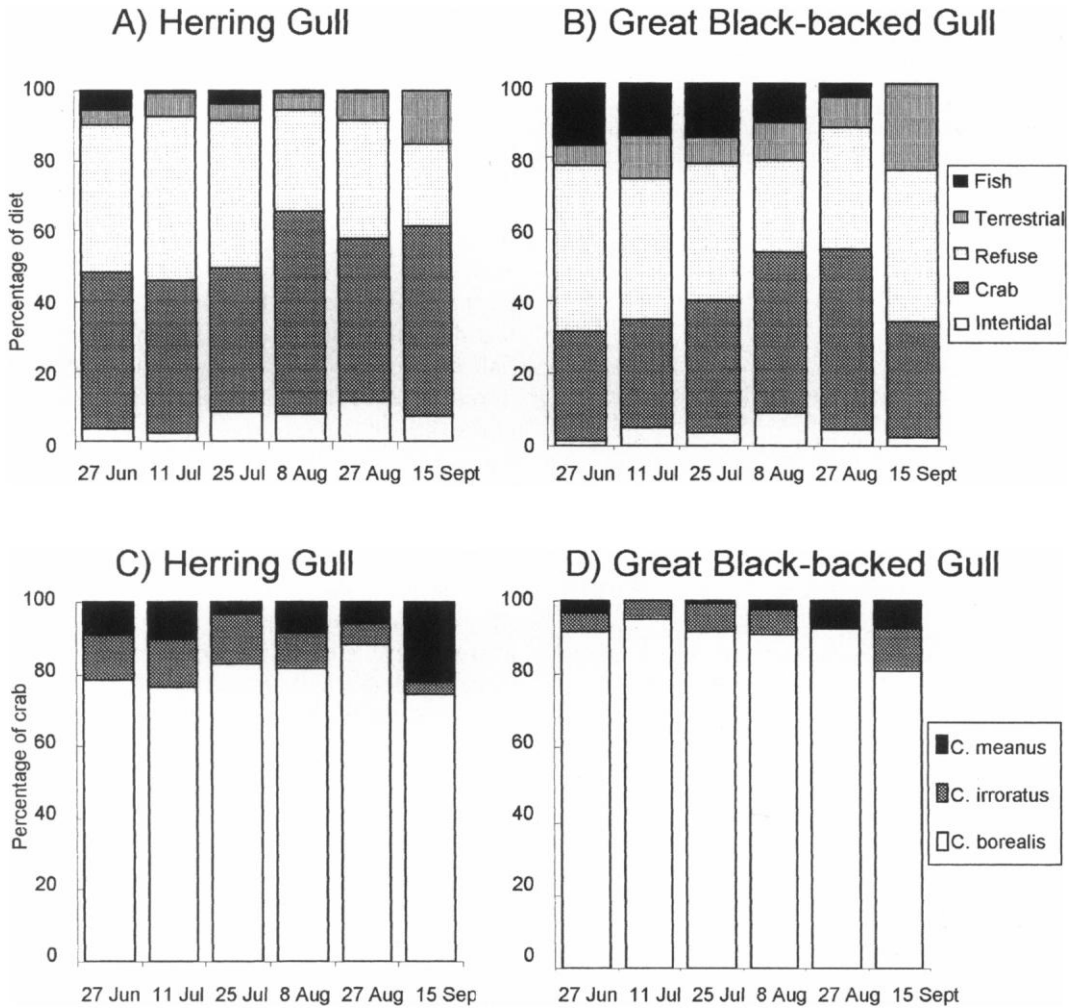 A) Herring Gull
B) Great Black-backed Gull
Percentage of diet
100
80
60
40
20
0
27 Jun 11 Jul 25 Jul 8 Aug 27 Aug 15 Sept
100
80
60
40
20
0
27 Jun 11 Jul 25 Jul 8 Aug 27 Aug 15 Sept
Fish
Terrestrial
Refuse
Crab
Intertidal
C) Herring Gull
D) Great Black-backed Gull
Percentage of crab
100
80
60
40
20
0
27 Jun 11 Jul 25 Jul 8 Aug 27 Aug 15 Sep
100
80
60
40
20
0
27 Jun 11 Jul 25 Jul 8 Aug 27 Aug 15 Sept
C. meanus
C. irroratus
C. borealis